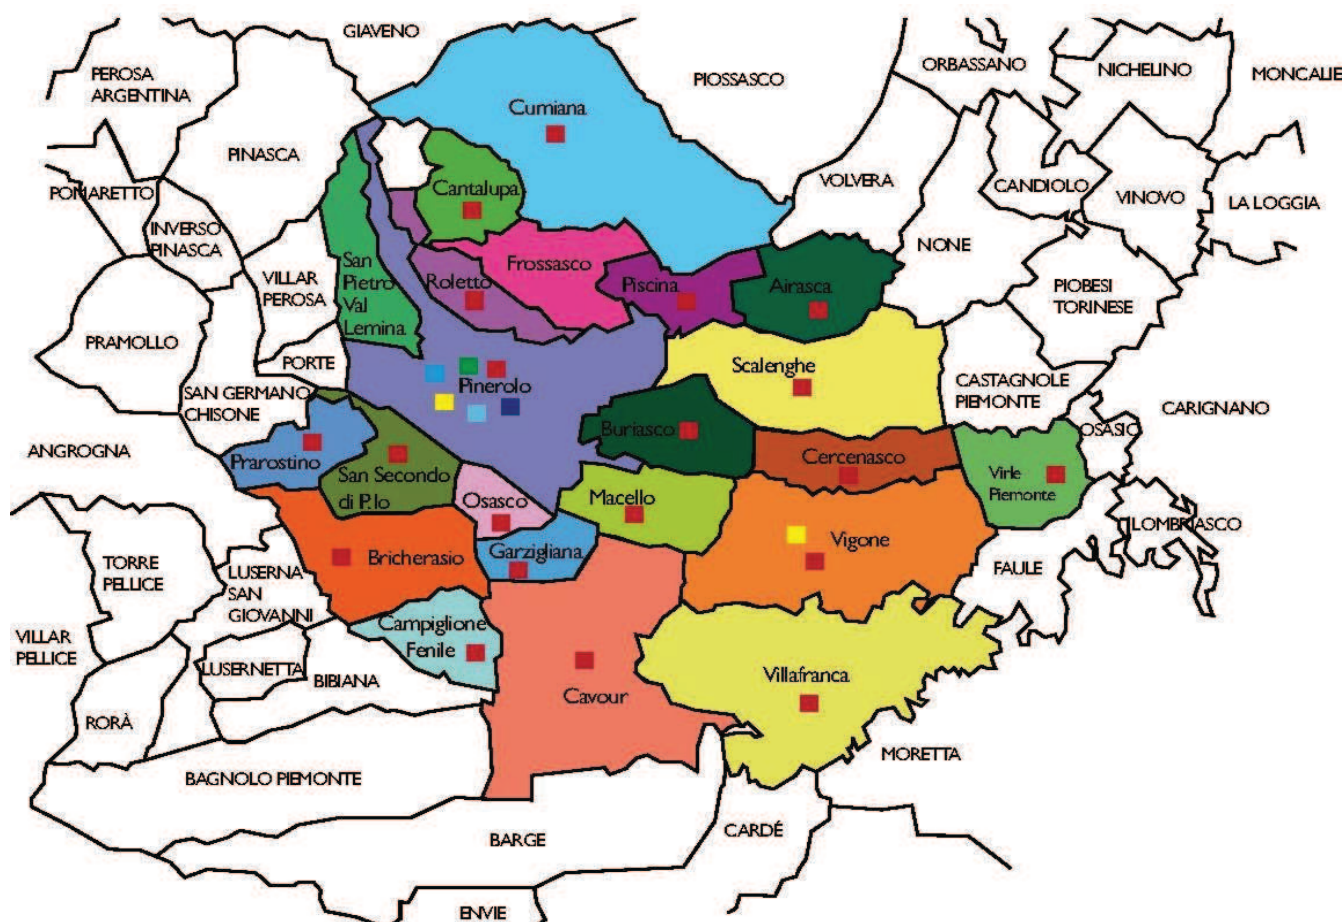 GIAVENO
PEROSA
ARGENTINA
PIOSSASCO
ORBASSANO
NICHELINO
MONCALIE
Cumiana
PINASCA
POMARETTO
Cantalupa
VOLVERA
CANDIOLO
VINOVO
LA LOGGIA
INVERSO
PINASCA
NONE
San
Pietro
Val
Lemina
VILLAR
PEROSA
Roletto
Frossasco
Piscina
Airasca
PIOBESI
TORINESE
PRAMOLLO
PORTE
Scalenghe
Pinerolo
SAN GERMANO
CHISONE
CASTAGNOLE
PIEMONTE
CARIGNANO
ANGROGNA
Buriasco
OSASIO
Prarostino
San Secondo
di P.lo
Cercenasco
Virle
Piemonte
Osasco
Macello
LOMBRIASCO
TORRE
PELLICE
Bricherasio
Garzigliana
Vigone
FAULE
LUSERNA
SAN
GIOVANNI
VILLAR
PELLICE
Campiglione
Fenile
LUSERNETTA
BIBIANA
Cavour
Villafranca
RORÀ
MORETTA
BAGNOLO PIEMONTE
BARGE
CARDÉ
ENVIE